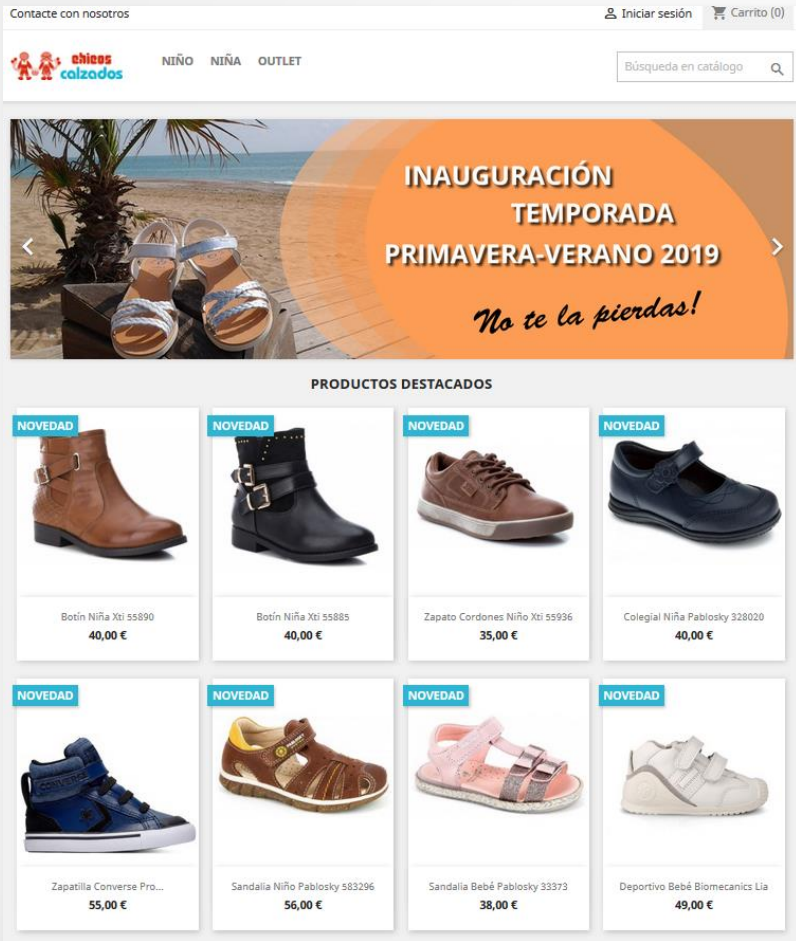 Contacte con nosotros
Iniciar sesión
Carrito (0)
chicos
calzados
NIÑO
NIÑA
OUTLET
Búsqueda en catálogo
INAUGURACIÓN
TEMPORADA
PRIMAVERA-VERANO 2019
No te la pierdas!
PRODUCTOS DESTACADOS
NOVEDAD
NOVEDAD
NOVEDAD
NOVEDAD
Botín Niña Xti 55890
Botín Niña Xti 55885
Zapato Cordones Niño Xti 55936
Colegial Niña Pablosky 328020
40,00 €
40,00 €
35,00 €
40,00 €
NOVEDAD
NOVEDAD
NOVEDAD
NOVEDAD
CONVERSE
Zapatilla Converse Pro...
Sandalia Niño Pablosky 583296
Sandalia Bebé Pablosky 33373
Deportivo Bebé Biomecanics Lia
55,00 €
56,00 €
38,00 €
49,00 €